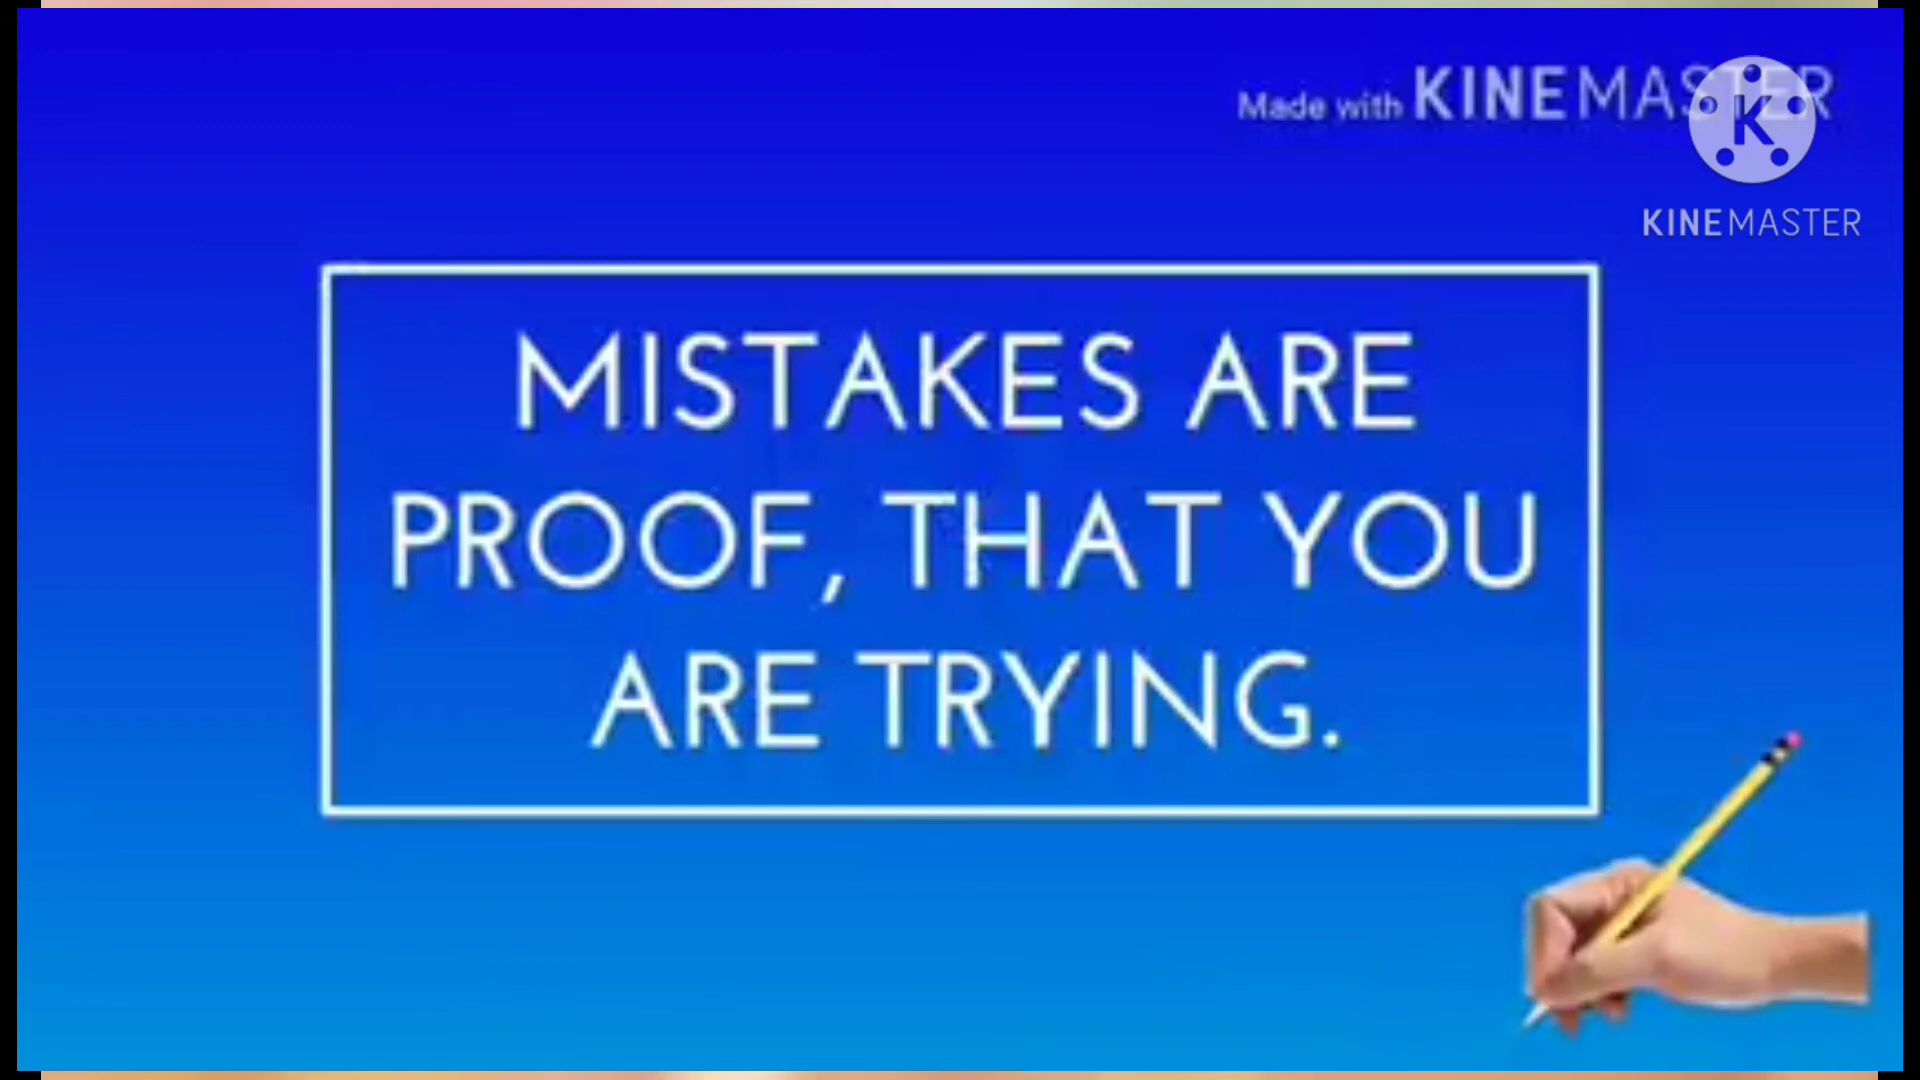 Made with KINEMASTER
K
KINEMASTER
MISTAKES ARE
PROOF, THAT YOU
ARE TRYING.